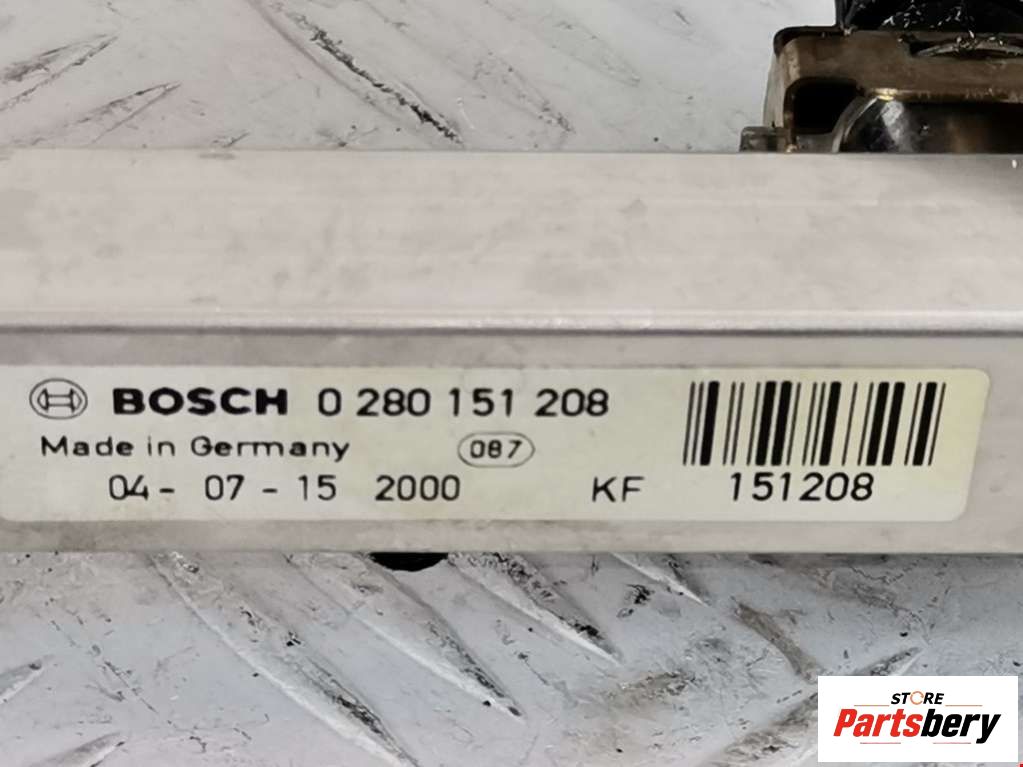 BOSCH 0 280 151 208
Made in Germany 087
04- 07 - 15 2000 KF 151208
STORE
Partsbery